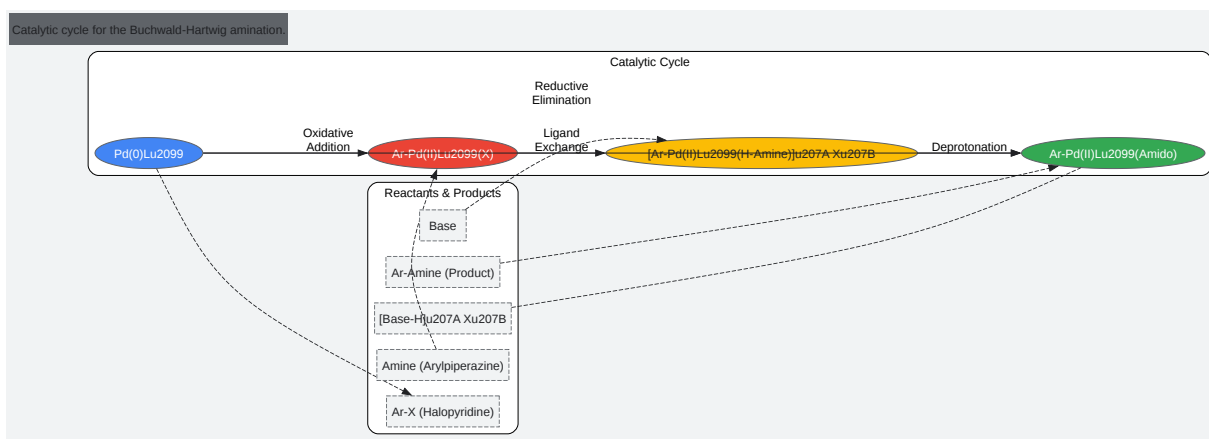 Catalytic cycle for the Buchwald-Hartwig amination.
Catalytic Cycle
Reductive
Elimination
Oxidative
Addition
Ligand
Exchange
Deprotonation
Pd(0)Lu2099
Ar-Pd(II)Lu2099(X)
[Ar-Pd(II)Lu2099(H-Amine)]u207A Xu207B
Ar-Pd(II)Lu2099(Amido)
Reactants & Products
Base
Ar-Amine (Product)
[Base-H]u207A Xu207B
Amine (Arylpiperazine)
Ar-X (Halopyridine)